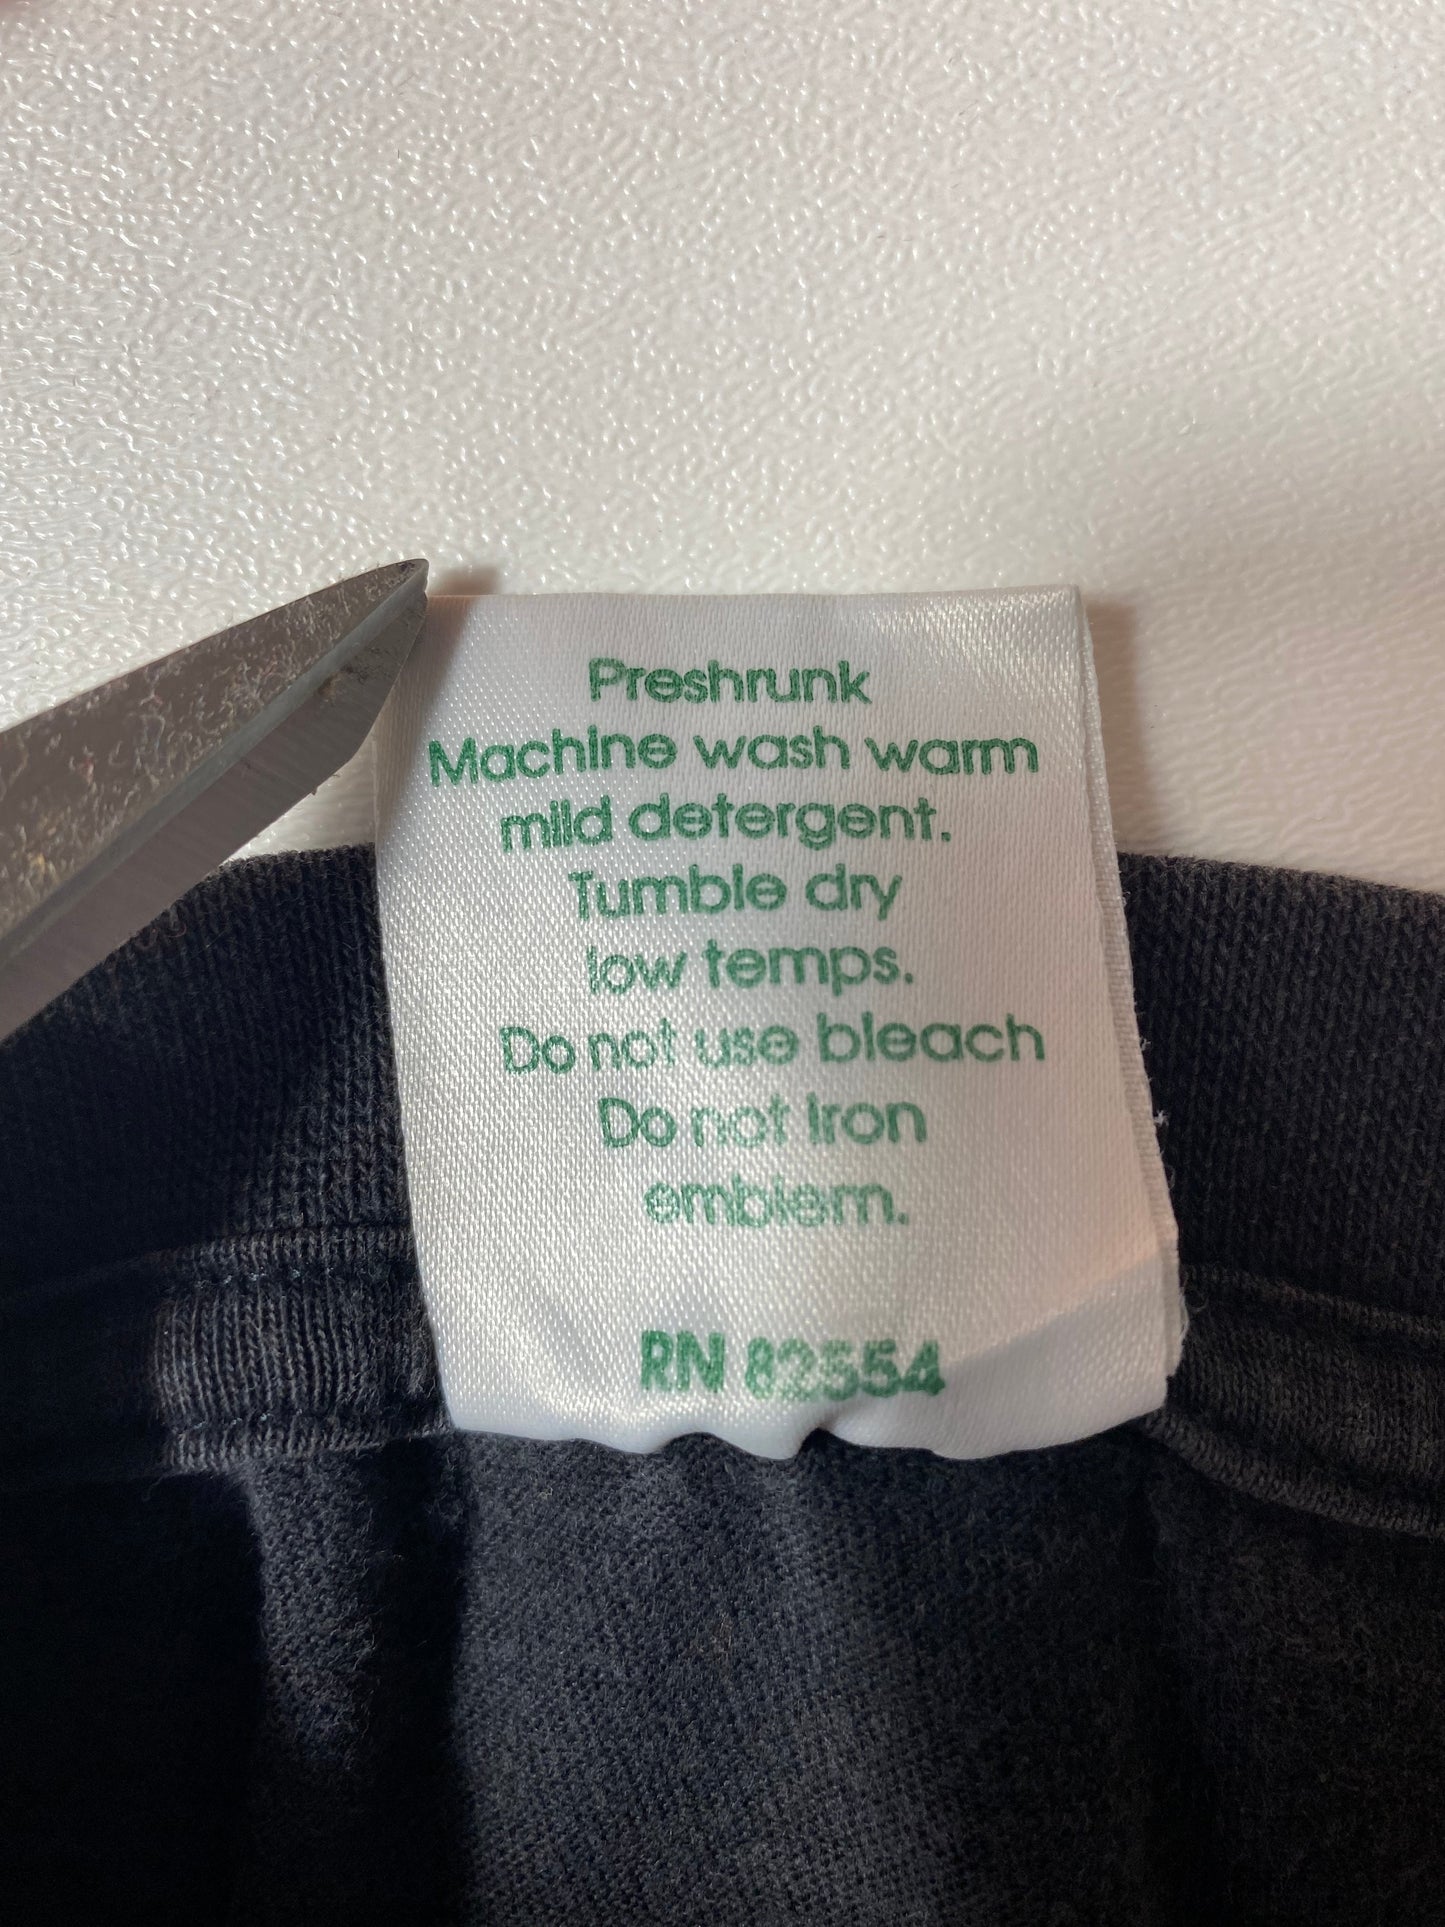 Preshrunk
Machine wash warm
mild detergent.
Tumble dry
low temps.
Do not use bleach
Do not Iron
emblem.
RN 82554